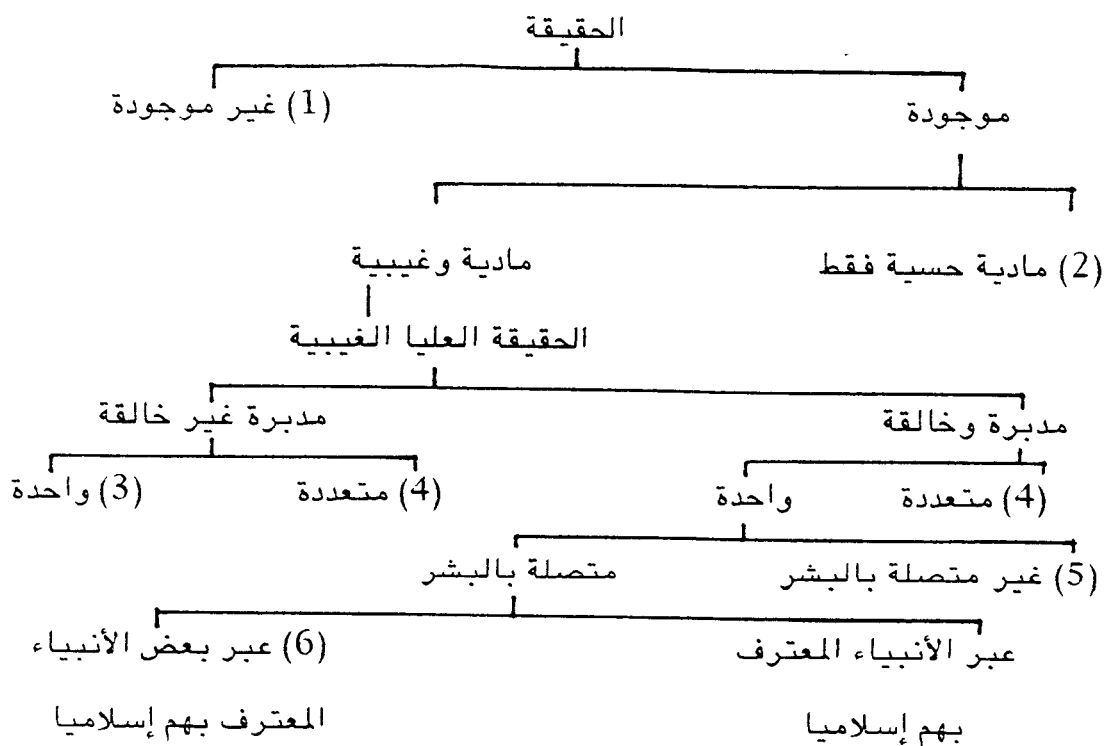 الحقيقة
موجودة
(1) غير موجودة
(2) مادية حسية فقط
مادية وغيبية
الحقيقة العليا الغيبية
مدبرة وخالقة
مدبرة غير خالقة
(4) متعددة
واحدة
(4) متعددة
(3) واحدة
(5) غير متصلة بالبشر
متصلة بالبشر
عبر الأنبياء المعترف
بهم إسلاميا
(6) عبر بعض الأنبياء
المعترف بهم إسلاميا